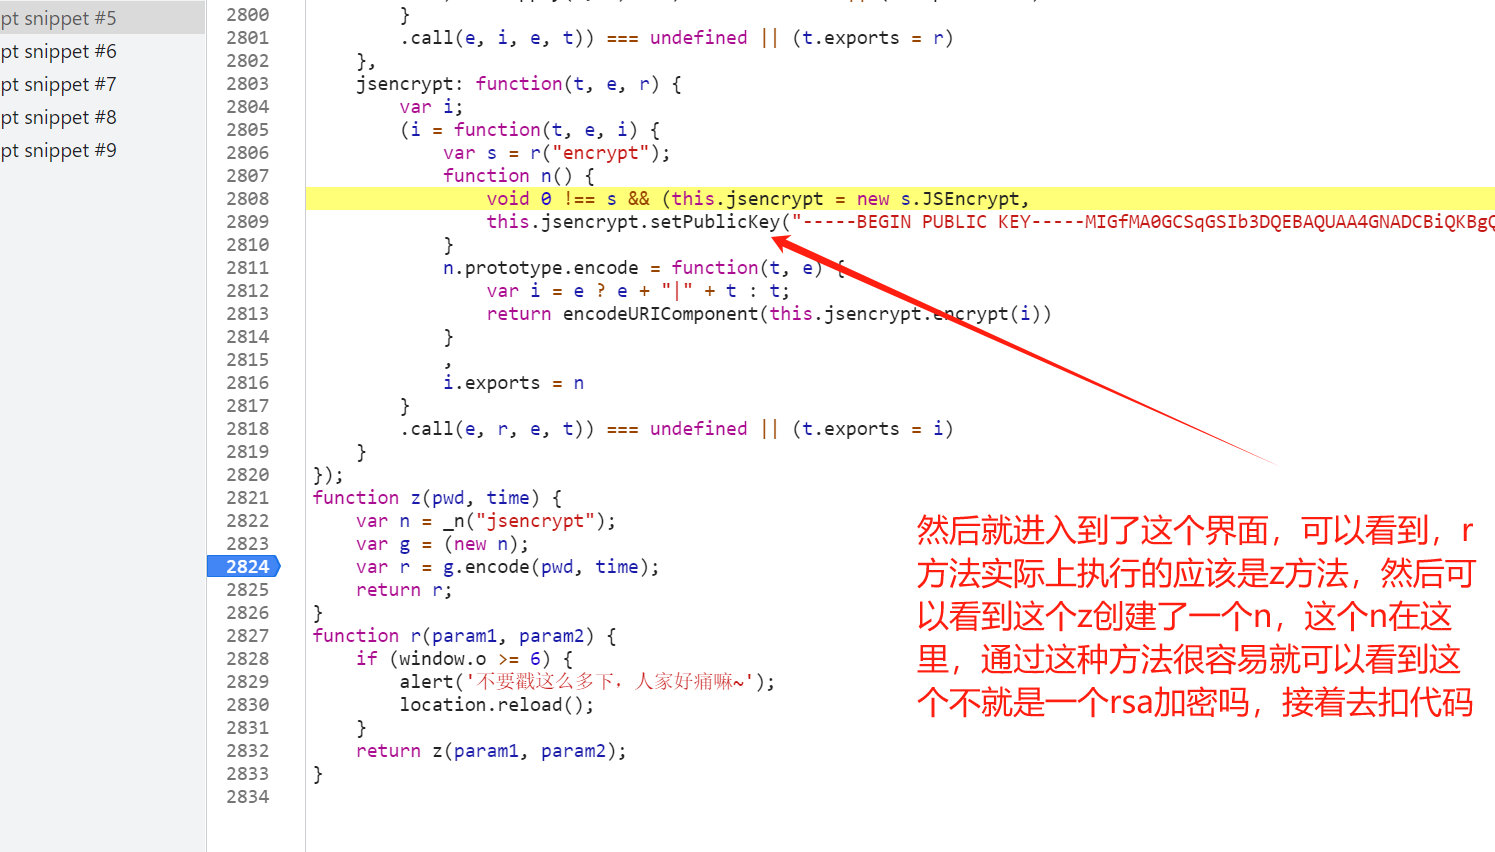 pt snippet #5
pt snippet #6
pt snippet #7
pt snippet #8
pt snippet #9
2800 }
2801 .call(e, i, e, t)) === undefined || (t.exports = r)
2802 },
2803 jsencrypt: function(t, e, r) {
2804 var i;
2805 (i = function(t, e, i) {
2806 var s = r("encrypt");
2807 function n() {
2808 void 0 !== s && (this.jsencrypt = new s.JSEncrypt,
2809 this.jsencrypt.setPublicKey("-----BEGIN PUBLIC KEY-----MIGfMA0GCSqGSIb3DQEBAQUAA4GNADCBiQKBgQ
2810 }
2811 n.prototype.encode = function(t, e) {
2812 var i = e ? e + "|" + t : t;
2813 return encodeURIComponent(this.jsencrypt.encrypt(i))
2814 }
2815 ,
2816 i.exports = n
2817 }
2818 .call(e, r, e, t)) === undefined || (t.exports = i)
2819 }
2820 });
2821 function z(pwd, time) {
2822 var n = _n("jsencrypt");
2823 var g = (new n);
2824 var r = g.encode(pwd, time);
2825 return r;
2826 }
2827 function r(param1, param2) {
2828 if (window.o >= 6) {
2829 alert('不要戳这么多下，人家好痛嘛~');
2830 location.reload();
2831 }
2832 return z(param1, param2);
2833 }
2834
然后就进入到了这个界面，可以看到，r
方法实际上执行的应该是z方法，然后可
以看到这个z创建了一个n，这个n在这
里，通过这种方法很容易就可以看到这
个不就是一个rsa加密吗，接着去扣代码